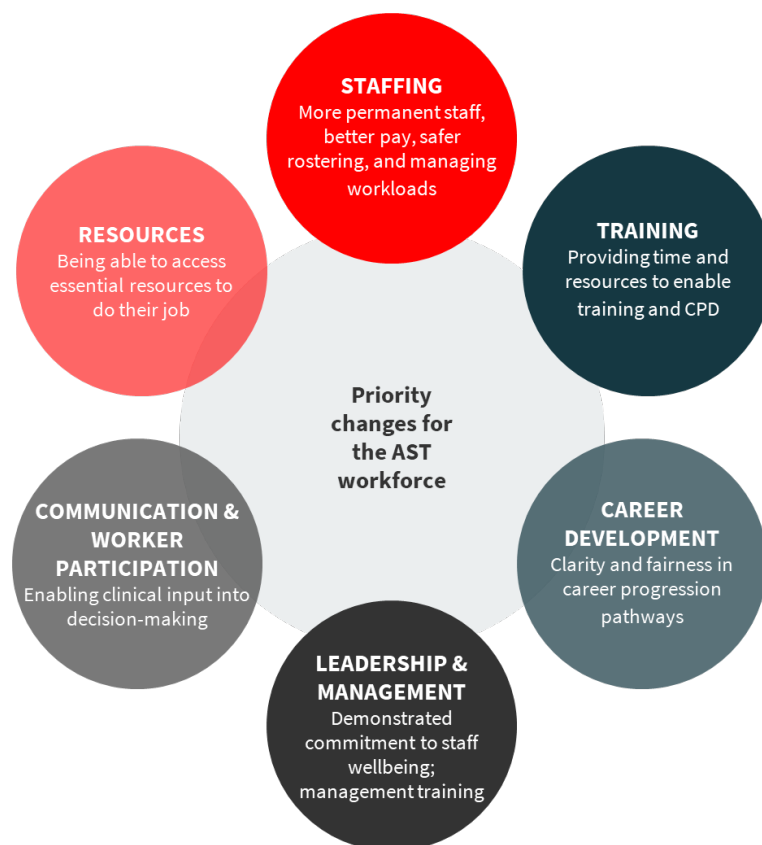 STAFFING
More permanent staff,
better pay, safer
rostering, and managing
workloads
TRAINING
Providing time and
resources to enable
training and CPD
CAREER
DEVELOPMENT
Clarity and fairness in
career progression
pathways
LEADERSHIP &
MANAGEMENT
Demonstrated
commitment to staff
wellbeing;
management training
COMMUNICATION &
WORKER
PARTICIPATION
Enabling clinical input into
decision-making
RESOURCES
Being able to access
essential resources to
do their job
Priority
changes for
the AST
workforce